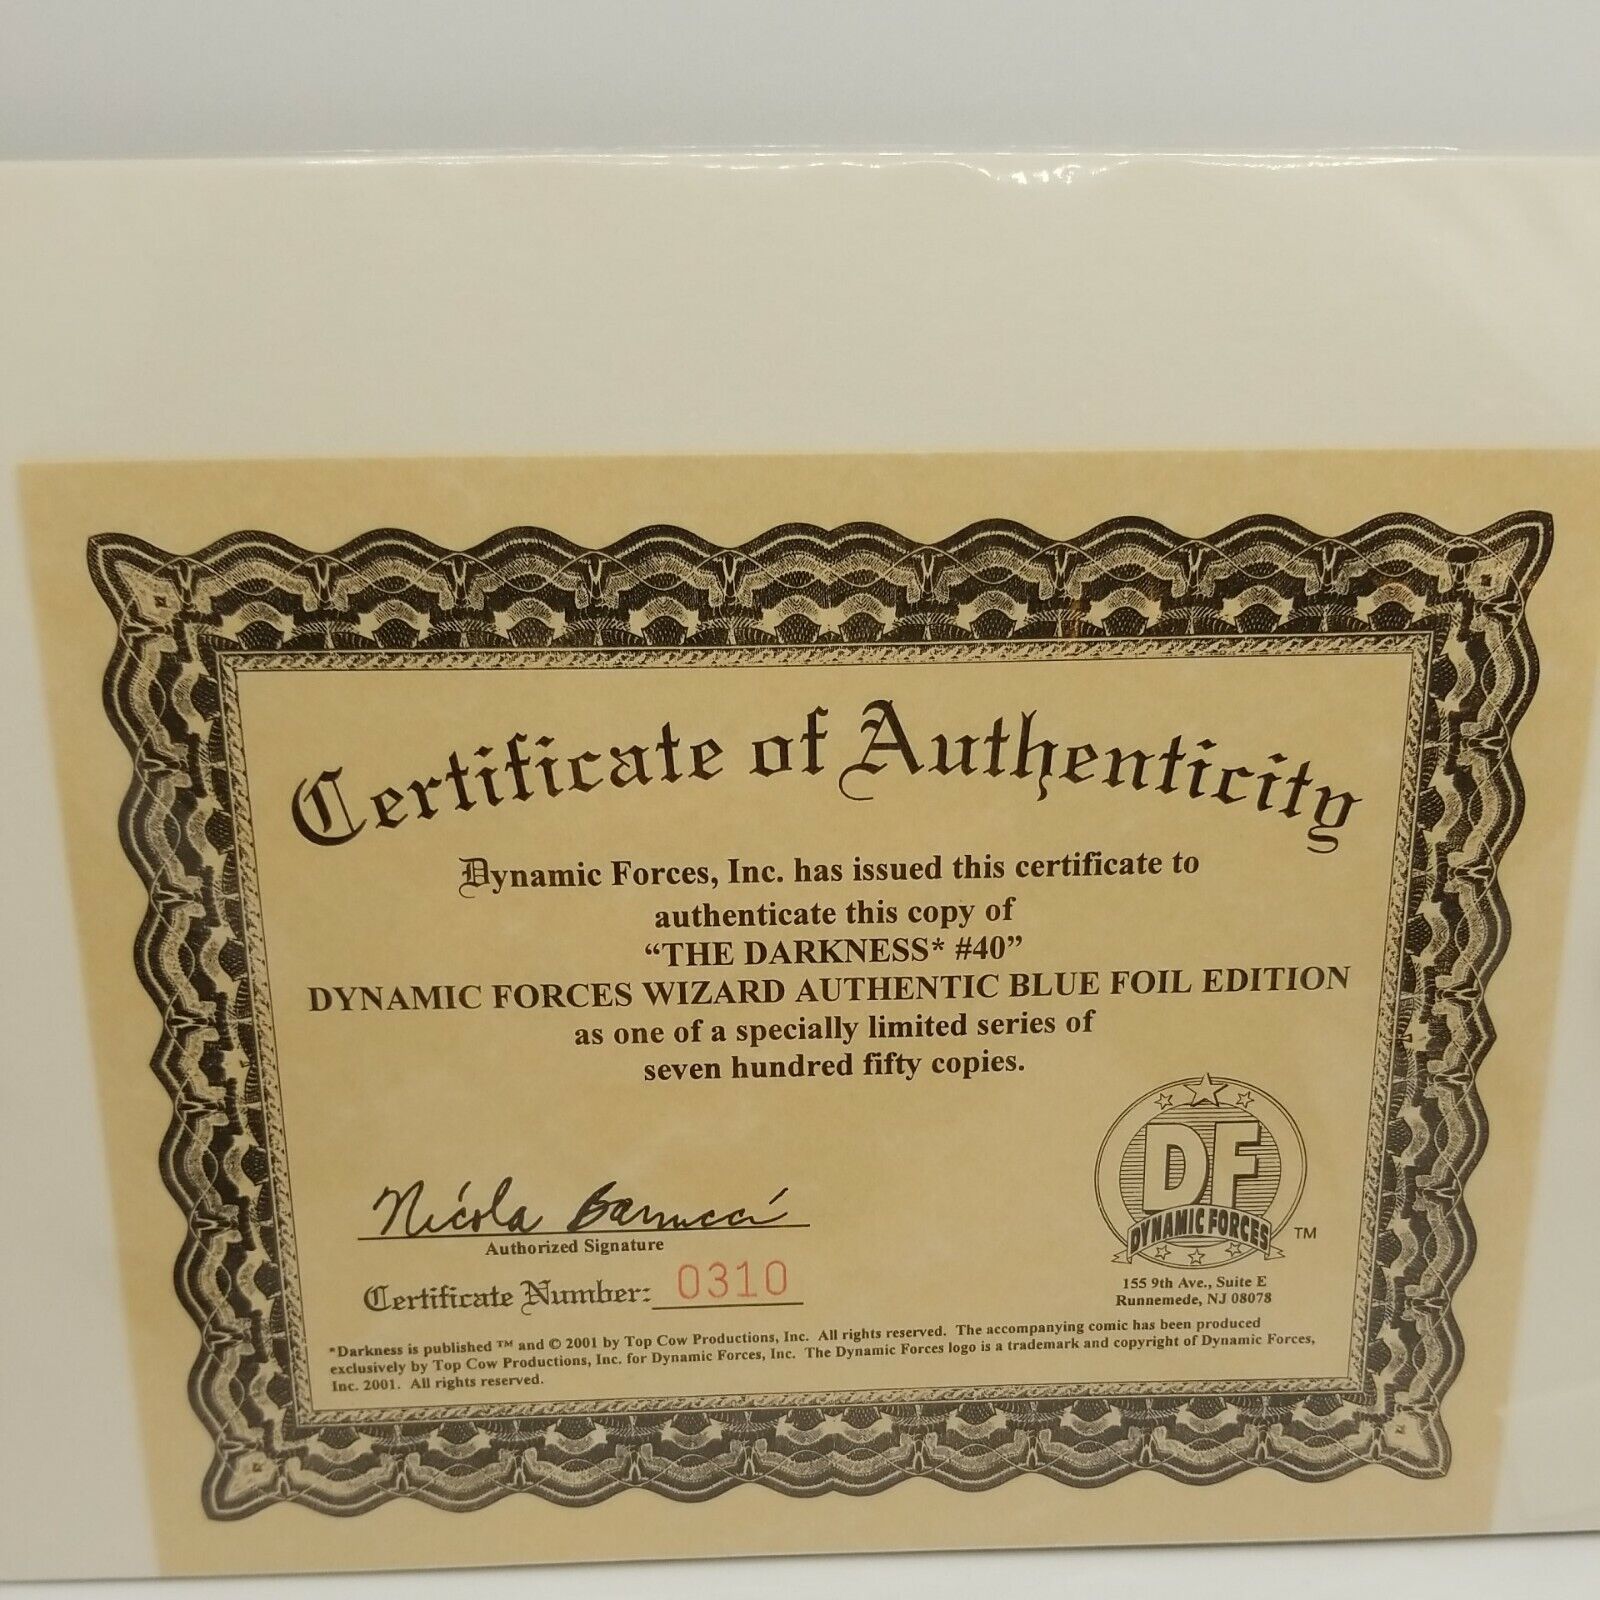 Certificate of Authenticity
Dynamic Forces, Inc. has issued this certificate to
authenticate this copy of
“THE DARKNESS* #40”
DYNAMIC FORCES WIZARD AUTHENTIC BLUE FOIL EDITION
as one of a specially limited series of
seven hundred fifty copies.
Nicola Barrucci
Authorized Signature
Certificate Number: 0310
DF
DYNAMIC FORCES
TM
155 9th Ave., Suite E
Runnemede, NJ 08078
*Darkness is published ™ and © 2001 by Top Cow Productions, Inc. All rights reserved. The accompanying comic has been produced
exclusively by Top Cow Productions, Inc. for Dynamic Forces, Inc. The Dynamic Forces logo is a trademark and copyright of Dynamic Forces,
Inc. 2001. All rights reserved.